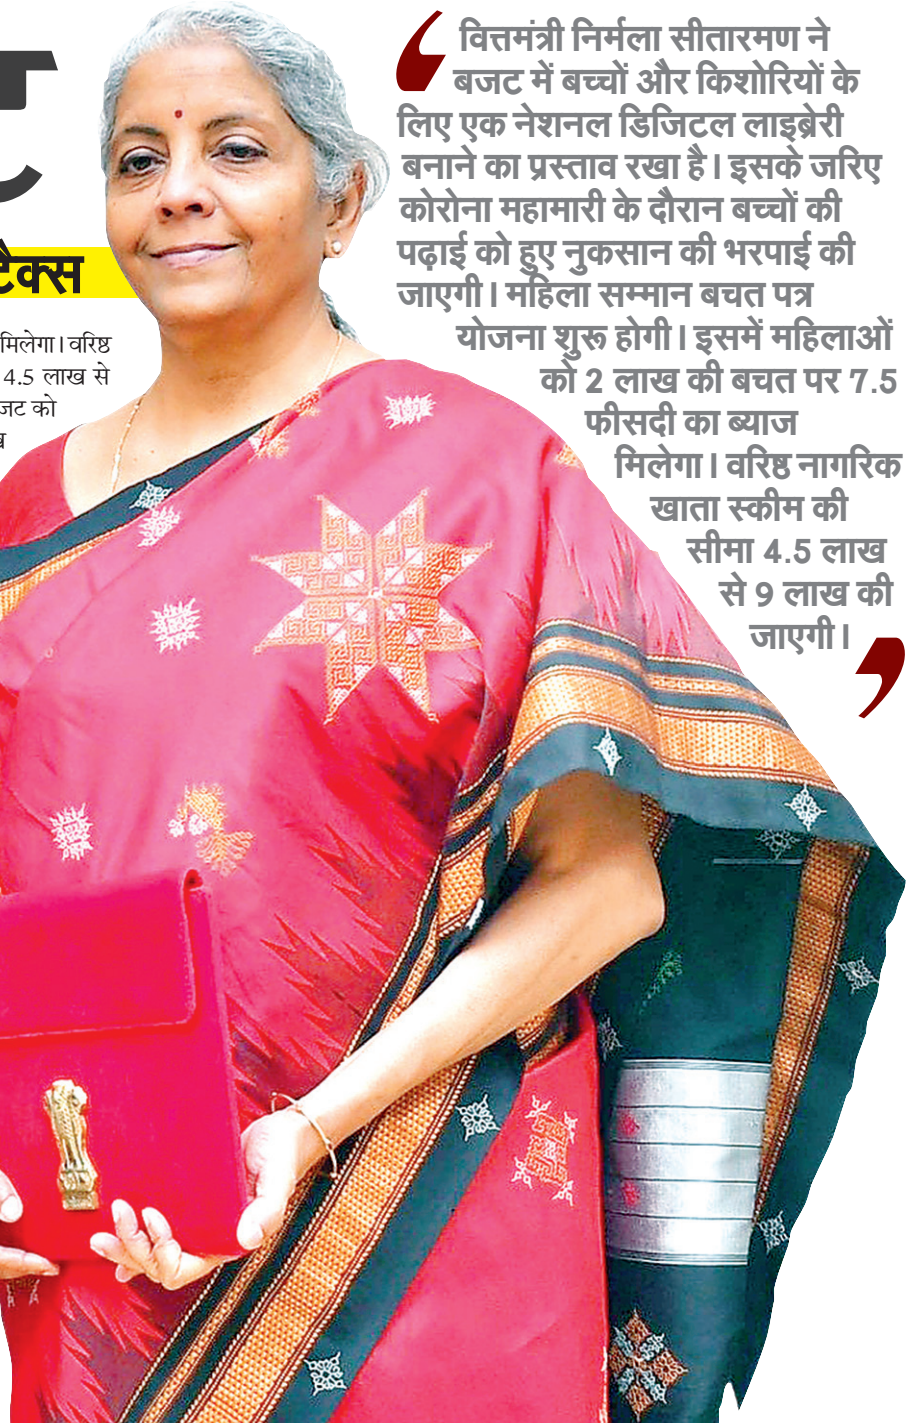 टैक्स
मिलेगा। वरिष्ठ
4.5 लाख से
जट को
वित्तमंत्री निर्मला सीतारमण ने
बजट में बच्चों और किशोरियों के
लिए एक नेशनल डिजिटल लाइब्रेरी
बनाने का प्रस्ताव रखा है। इसके जरिए
कोरोना महामारी के दौरान बच्चों की
पढ़ाई को हुए नुकसान की भरपाई की
जाएगी। महिला सम्मान बचत पत्र
योजना शुरू होगी। इसमें महिलाओं
को 2 लाख की बचत पर 7.5
फीसदी का ब्याज
मिलेगा। वरिष्ठ नागरिक
खाता स्कीम की
सीमा 4.5 लाख
से 9 लाख की
जाएगी।